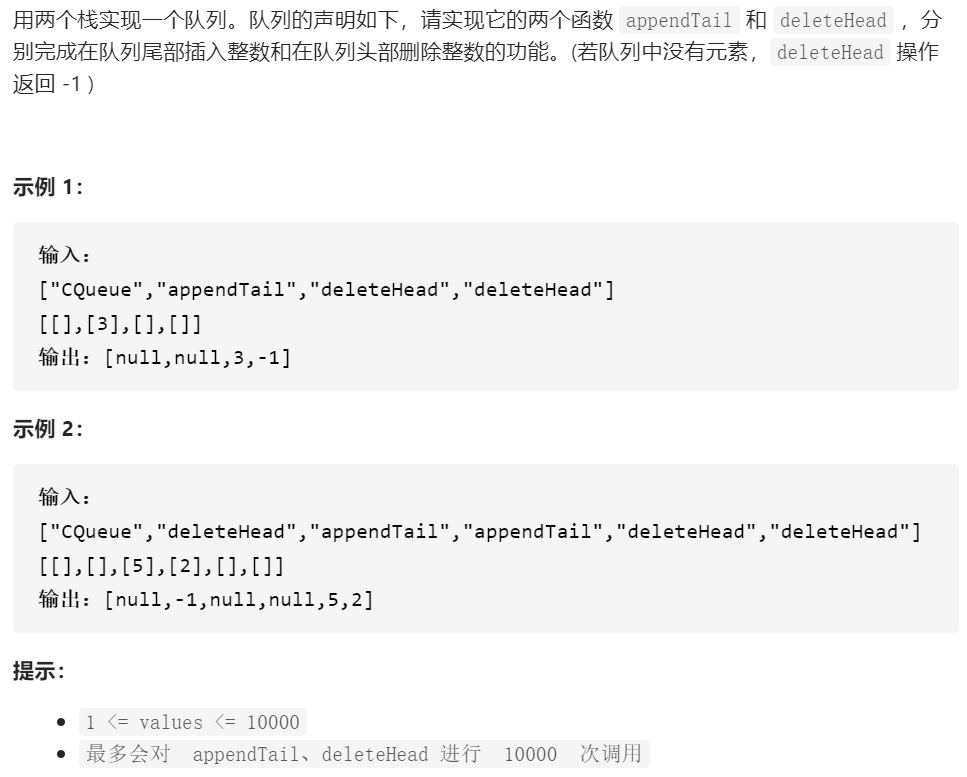 用两个栈实现一个队列。队列的声明如下，请实现它的两个函数 appendTail 和 deleteHead ，分
别完成在队列尾部插入整数和在队列头部删除整数的功能。(若队列中没有元素，deleteHead 操作
返回 -1 )
示例 1：
输入：
["CQueue","appendTail","deleteHead","deleteHead"]
[[],[3],[],[]]
输出：[null,null,3,-1]
示例 2：
输入：
["CQueue","deleteHead","appendTail","appendTail","deleteHead","deleteHead"]
[[],[],[5],[2],[],[]]
输出：[null,-1,null,null,5,2]
提示：
• 1 <= values <= 10000
• 最多会对 appendTail、deleteHead 进行 10000 次调用